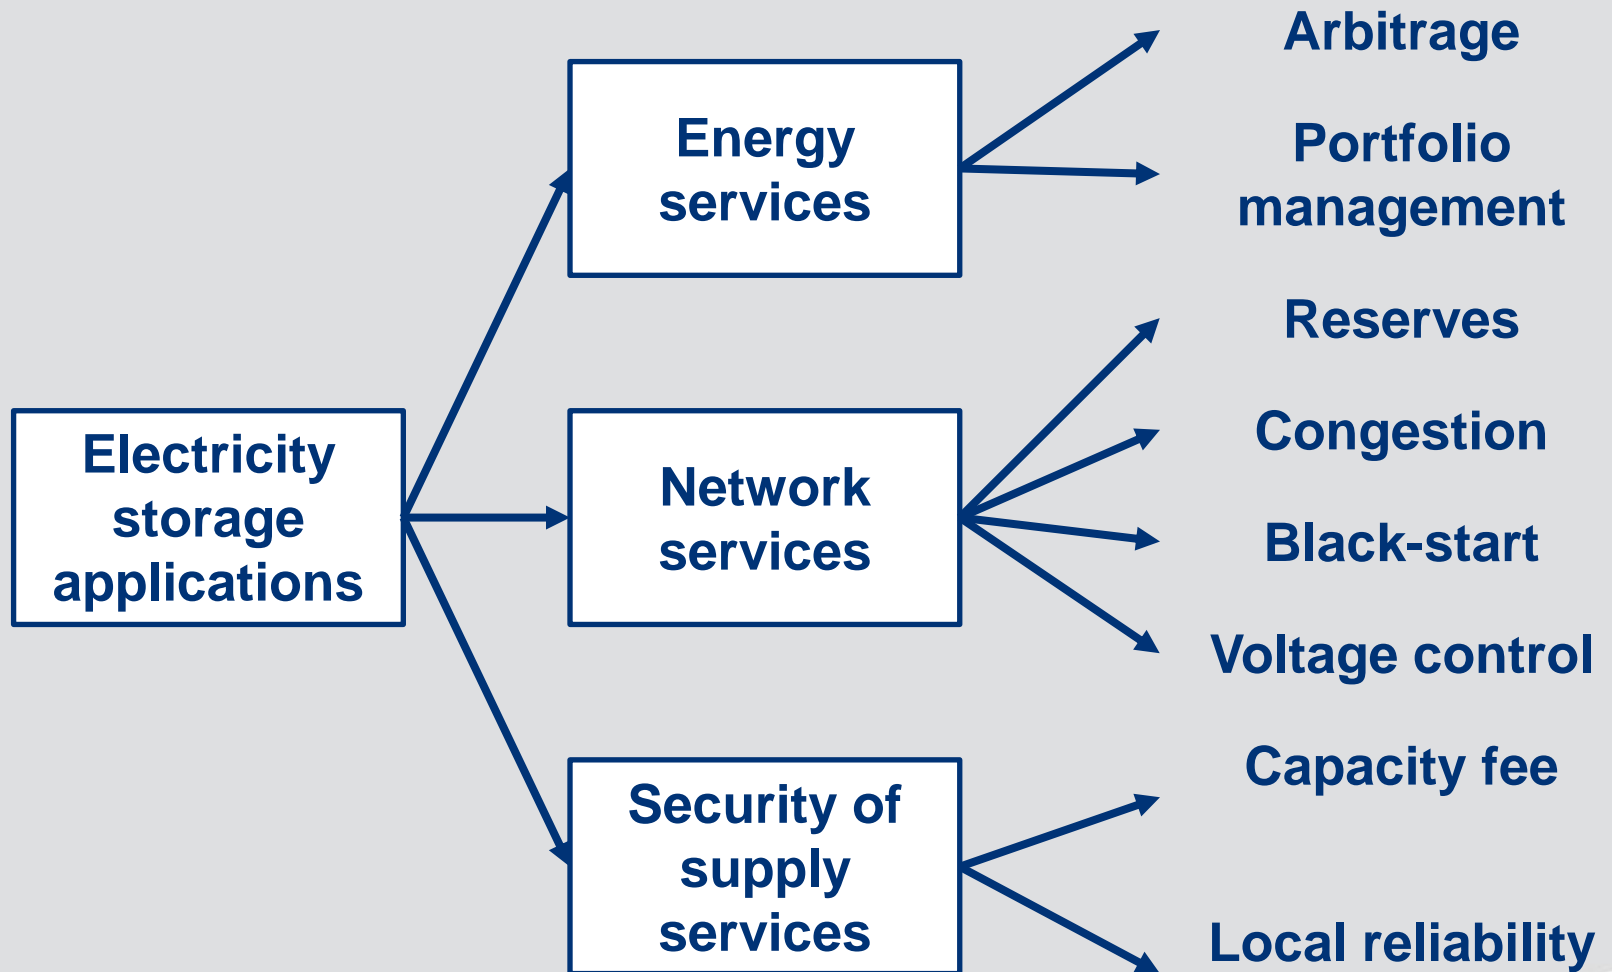 Electricity
storage
applications
Energy
services
Network
services
Security of
supply
services
Arbitrage
Portfolio
management
Reserves
Congestion
Black-start
Voltage control
Capacity fee
Local reliability